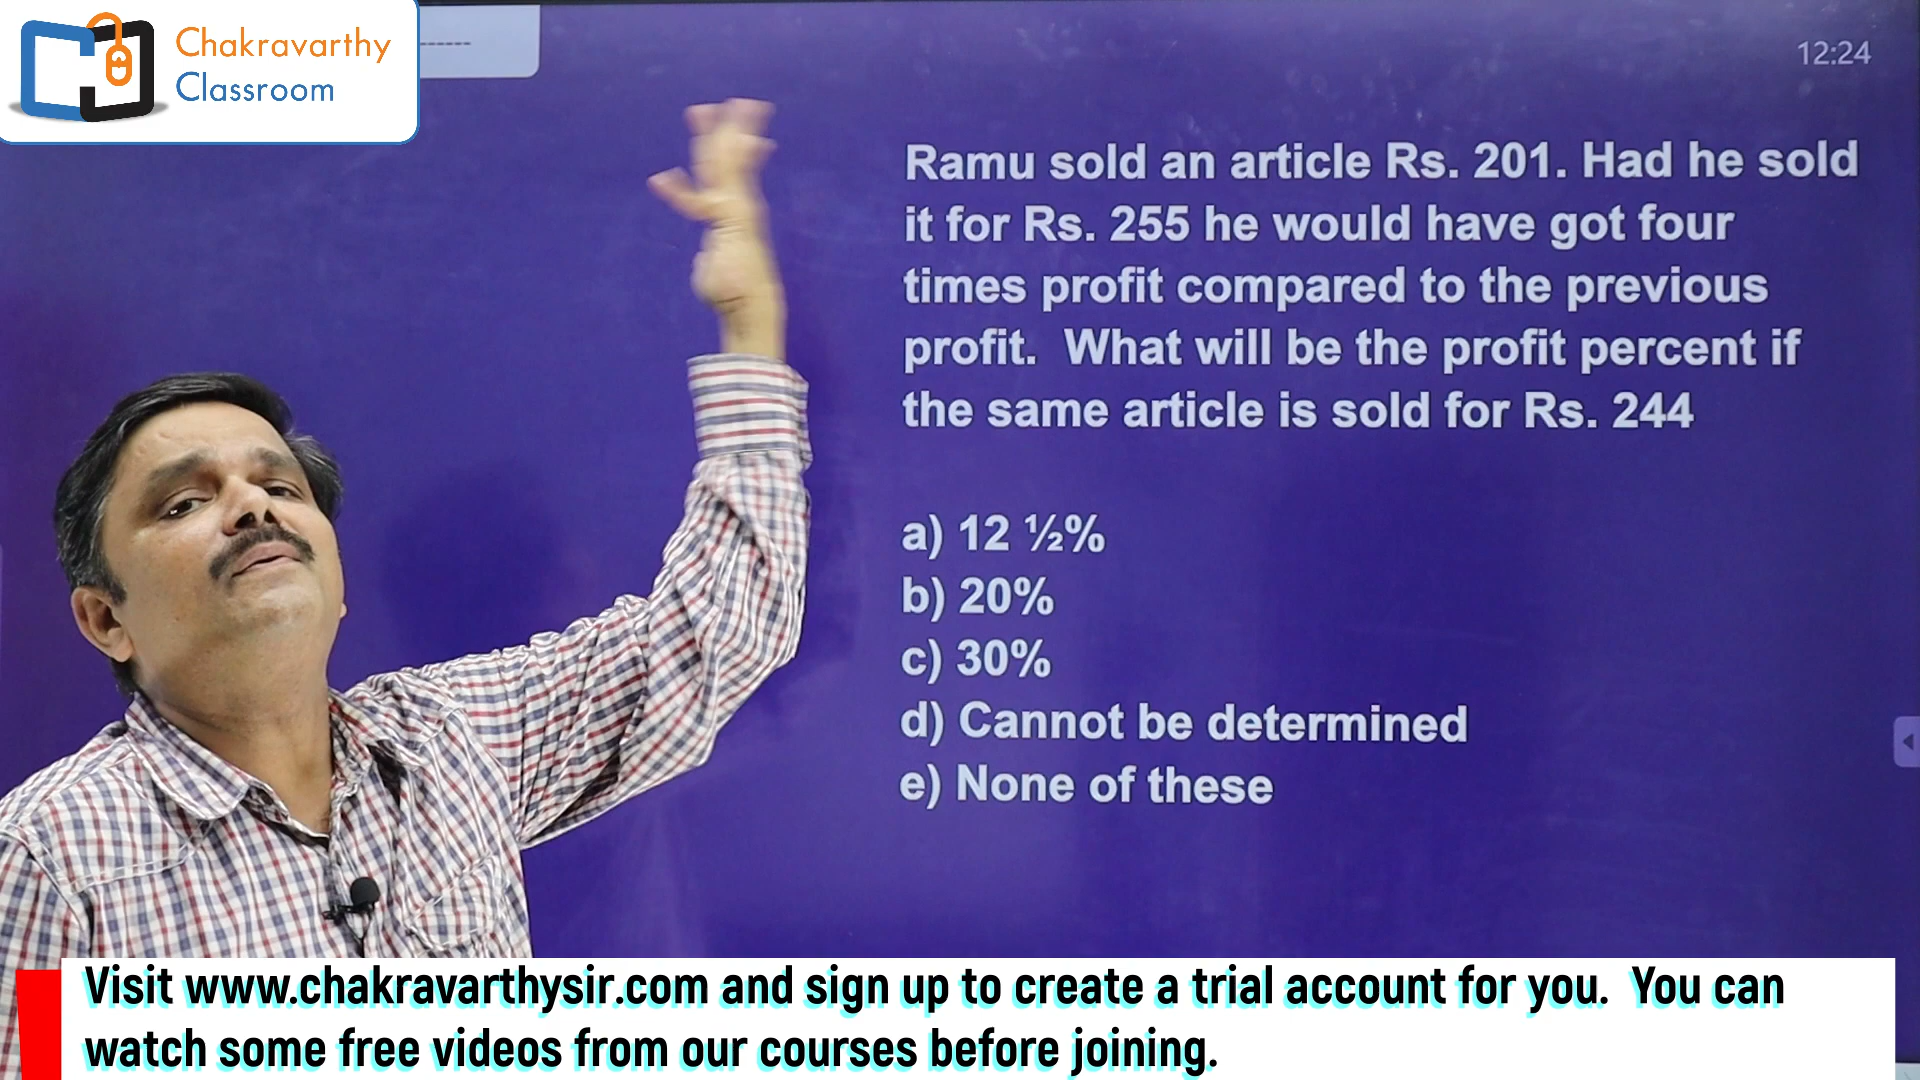 Chakravarthy
Classroom
12:24
Ramu sold an article Rs. 201. Had he sold
it for Rs. 255 he would have got four
times profit compared to the previous
profit.  What will be the profit percent if
the same article is sold for Rs. 244
a) 12 ½%
b) 20%
c) 30%
d) Cannot be determined
e) None of these
Visit www.chakravarthysir.com and sign up to create a trial account for you.  You can
watch some free videos from our courses before joining.